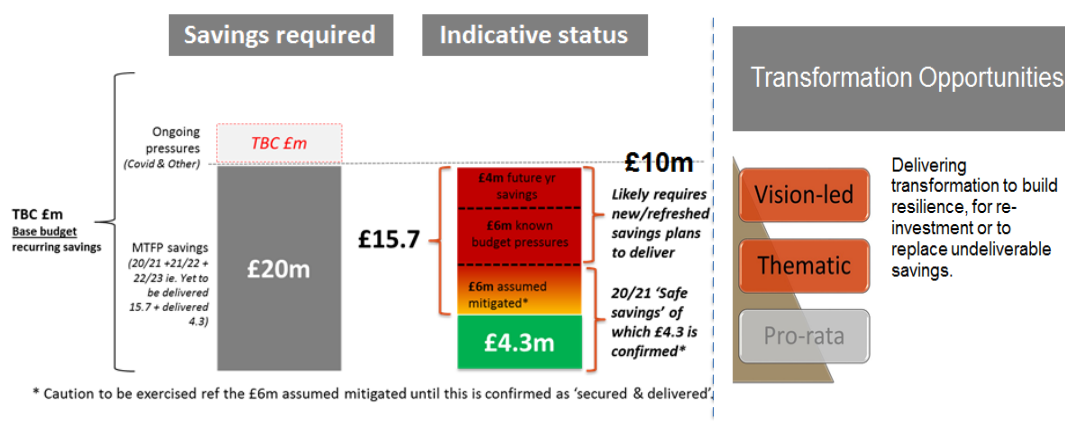 Savings required
Indicative status
Ongoing
pressures
(Covid & Other)
TBC £m
TBC £m
Base budget
recurring savings
MTFP savings
(20/21 +21/22 +
22/23 ie. Yet to
be delivered
15.7 + delivered
4.3)
£20m
£15.7
£4m future yr
savings
£6m known
budget pressures
£6m assumed
mitigated*
£4.3m
£10m
Likely requires
new/refreshed
savings plans
to deliver
20/21 ‘Safe
savings’ of
which £4.3 is
confirmed*
* Caution to be exercised ref the £6m assumed mitigated until this is confirmed as ‘secured & delivered’.
Transformation Opportunities
Vision-led
Thematic
Pro-rata
Delivering
transformation to build
resilience, for re-
investment or to
replace undeliverable
savings.